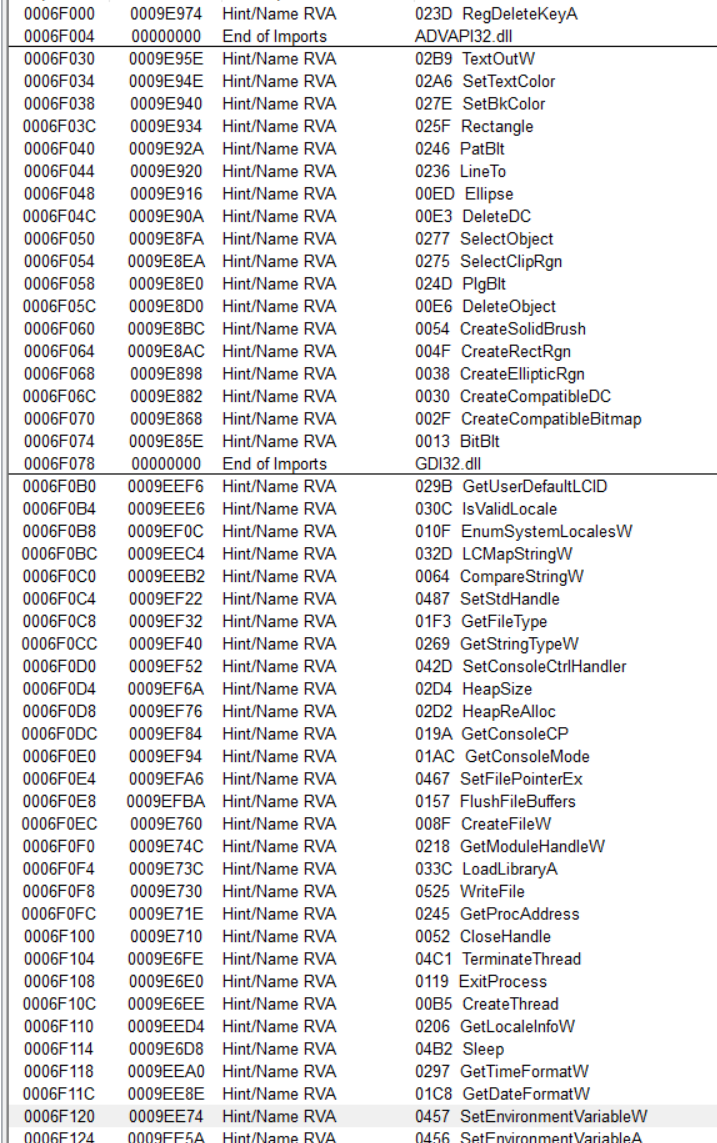 0006F000 0009E974 Hint/Name RVA 023D RegDeleteKeyA
0006F004 00000000 End of Imports ADVAPI32.dll
0006F030 0009E95E Hint/Name RVA 02B9 TextOutW
0006F034 0009E94E Hint/Name RVA 02A6 SetTextColor
0006F038 0009E940 Hint/Name RVA 027E SetBkColor
0006F03C 0009E934 Hint/Name RVA 025F Rectangle
0006F040 0009E92A Hint/Name RVA 0246 PatBlt
0006F044 0009E920 Hint/Name RVA 0236 LineTo
0006F048 0009E916 Hint/Name RVA 00ED Ellipse
0006F04C 0009E90A Hint/Name RVA 00E3 DeleteDC
0006F050 0009E8FA Hint/Name RVA 0277 SelectObject
0006F054 0009E8EA Hint/Name RVA 0275 SelectClipRgn
0006F058 0009E8E0 Hint/Name RVA 024D PlgBlt
0006F05C 0009E8D0 Hint/Name RVA 00E6 DeleteObject
0006F060 0009E8BC Hint/Name RVA 0054 CreateSolidBrush
0006F064 0009E8AC Hint/Name RVA 004F CreateRectRgn
0006F068 0009E898 Hint/Name RVA 0038 CreateEllipticRgn
0006F06C 0009E882 Hint/Name RVA 0030 CreateCompatibleDC
0006F070 0009E868 Hint/Name RVA 002F CreateCompatibleBitmap
0006F074 0009E85E Hint/Name RVA 0013 BitBlt
0006F078 00000000 End of Imports GDI32.dll
0006F0B0 0009EEF6 Hint/Name RVA 029B GetUserDefaultLCID
0006F0B4 0009EEE6 Hint/Name RVA 030C IsValidLocale
0006F0B8 0009EF0C Hint/Name RVA 010F EnumSystemLocalesW
0006F0BC 0009EEC4 Hint/Name RVA 032D LCMapStringW
0006F0C0 0009EEB2 Hint/Name RVA 0064 CompareStringW
0006F0C4 0009EF22 Hint/Name RVA 0487 SetStdHandle
0006F0C8 0009EF32 Hint/Name RVA 01F3 GetFileType
0006F0CC 0009EF40 Hint/Name RVA 0269 GetStringTypeW
0006F0D0 0009EF52 Hint/Name RVA 042D SetConsoleCtrlHandler
0006F0D4 0009EF6A Hint/Name RVA 02D4 HeapSize
0006F0D8 0009EF76 Hint/Name RVA 02D2 HeapReAlloc
0006F0DC 0009EF84 Hint/Name RVA 019A GetConsoleCP
0006F0E0 0009EF94 Hint/Name RVA 01AC GetConsoleMode
0006F0E4 0009EFA6 Hint/Name RVA 0467 SetFilePointerEx
0006F0E8 0009EFBA Hint/Name RVA 0157 FlushFileBuffers
0006F0EC 0009E760 Hint/Name RVA 008F CreateFileW
0006F0F0 0009E74C Hint/Name RVA 0218 GetModuleHandleW
0006F0F4 0009E73C Hint/Name RVA 033C LoadLibraryA
0006F0F8 0009E730 Hint/Name RVA 0525 WriteFile
0006F0FC 0009E71E Hint/Name RVA 0245 GetProcAddress
0006F100 0009E710 Hint/Name RVA 0052 CloseHandle
0006F104 0009E6FE Hint/Name RVA 04C1 TerminateThread
0006F108 0009E6E0 Hint/Name RVA 0119 ExitProcess
0006F10C 0009E6EE Hint/Name RVA 00B5 CreateThread
0006F110 0009EED4 Hint/Name RVA 0206 GetLocaleInfoW
0006F114 0009E6D8 Hint/Name RVA 04B2 Sleep
0006F118 0009EEA0 Hint/Name RVA 0297 GetTimeFormatW
0006F11C 0009EE8E Hint/Name RVA 01C8 GetDateFormatW
0006F120 0009EE74 Hint/Name RVA 0457 SetEnvironmentVariableW
0006F124 0009EE5A Hint/Name RVA 0456 SetEnvironmentVariableA